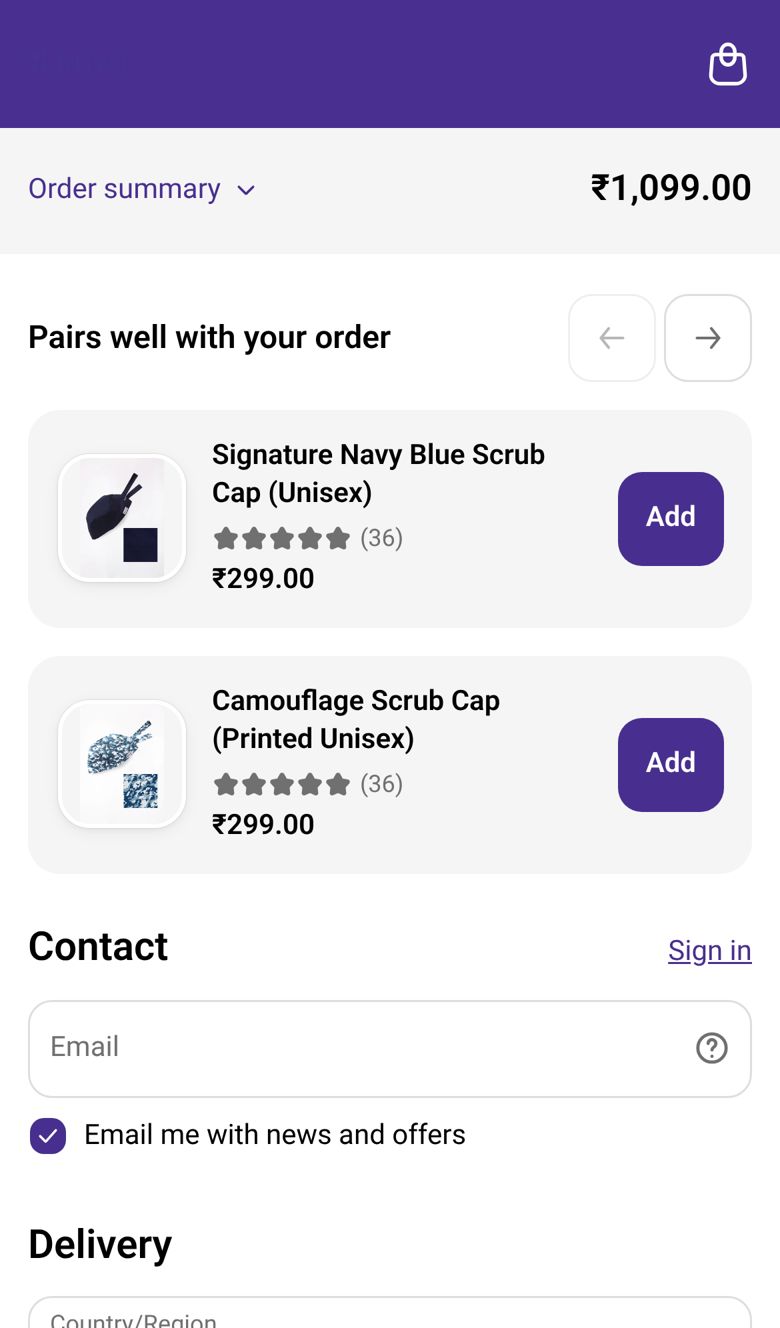 Order summary
₹1,099.00
Pairs well with your order
Signature Navy Blue Scrub
Cap (Unisex)
(36)
₹299.00
Add
Camouflage Scrub Cap
(Printed Unisex)
(36)
₹299.00
Add
Contact
Sign in
Email
Email me with news and offers
Delivery
Country/Region